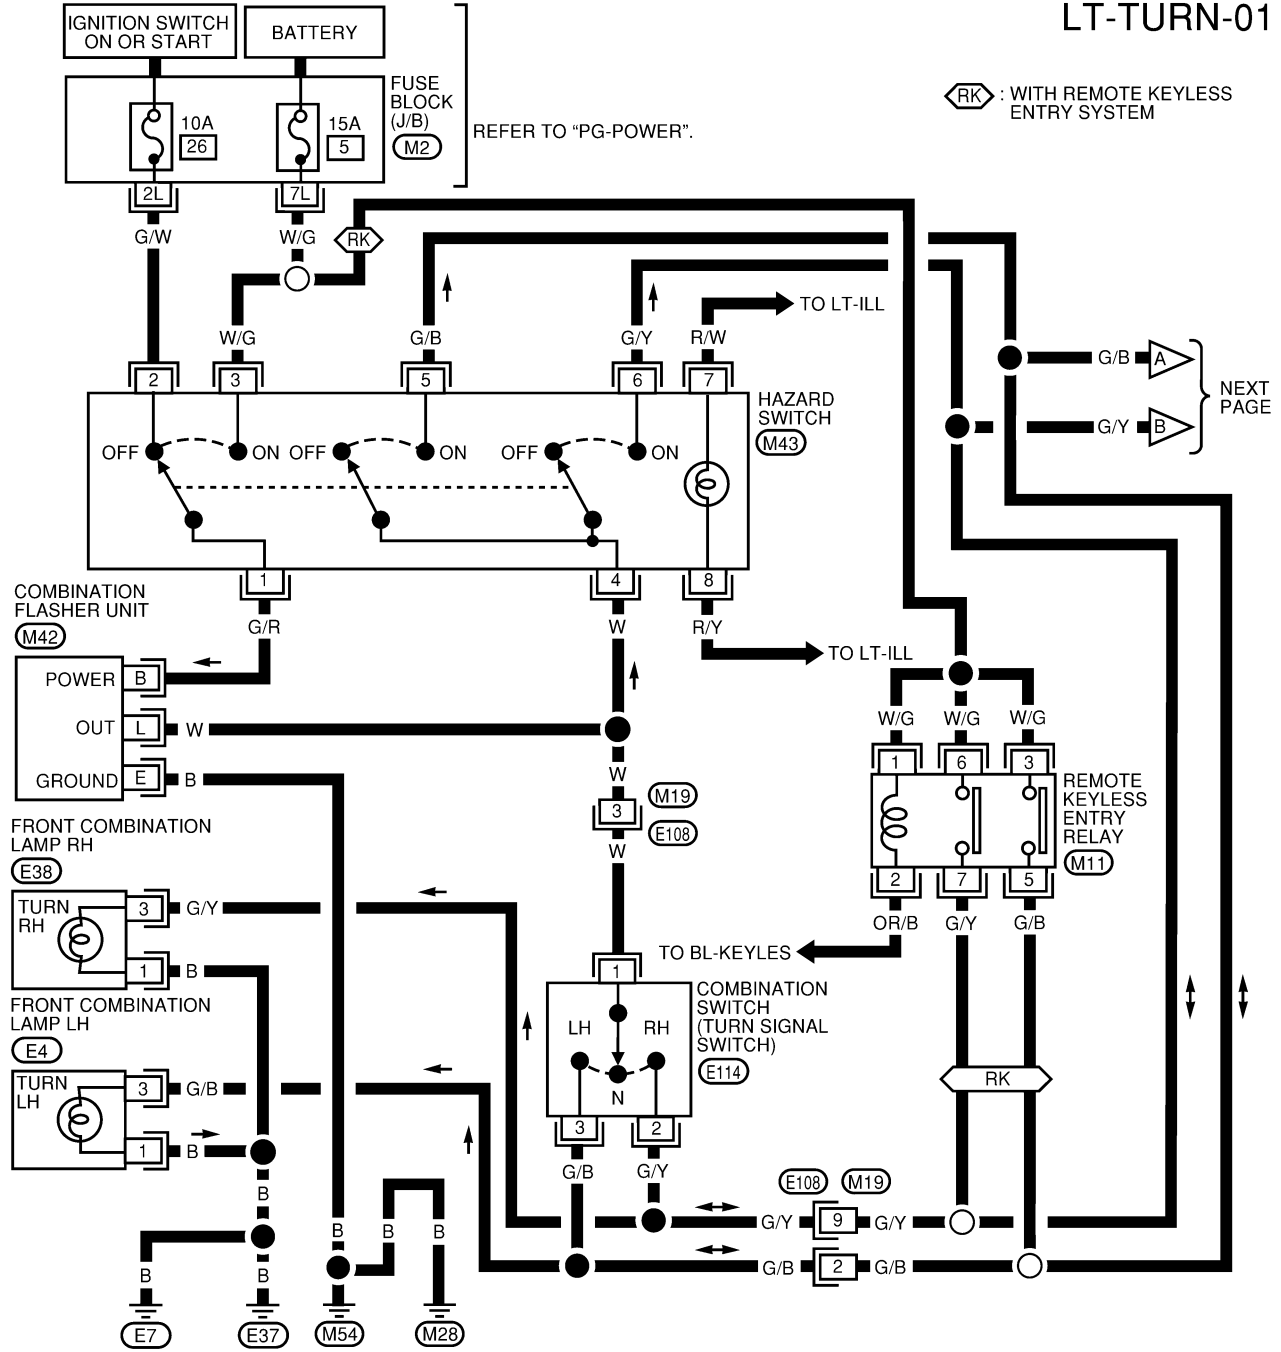 LT-TURN-01
IGNITION SWITCH
ON OR START
BATTERY
FUSE
BLOCK
(J/B)
M2
REFER TO “PG-POWER”.
RK
: WITH REMOTE KEYLESS
ENTRY SYSTEM
10A
26
15A
5
2L
7L
G/W
W/G
RK
W/G
G/B
G/Y
R/W
TO LT-ILL
2
3
5
6
7
HAZARD
SWITCH
M43
OFF
ON
OFF
ON
OFF
ON
G/B
A
G/Y
B
NEXT
PAGE
1
4
8
G/R
W
R/Y
TO LT-ILL
COMBINATION
FLASHER UNIT
M42
POWER
B
OUT
L
W
GROUND
E
B
W
3
M19
E108
W
W/G
W/G
W/G
1
6
3
REMOTE
KEYLESS
ENTRY
RELAY
M11
2
7
5
OR/B
G/Y
G/B
TO BL-KEYLES
FRONT COMBINATION
LAMP RH
E38
TURN
RH
3
G/Y
1
B
FRONT COMBINATION
LAMP LH
E4
TURN
LH
3
G/B
1
B
1
COMBINATION
SWITCH
(TURN SIGNAL
SWITCH)
E114
LH
RH
N
3
2
G/B
G/Y
RK
E108
M19
G/Y
9
G/Y
G/B
2
G/B
B
B
B
B
B
B
E7
E37
M54
M28